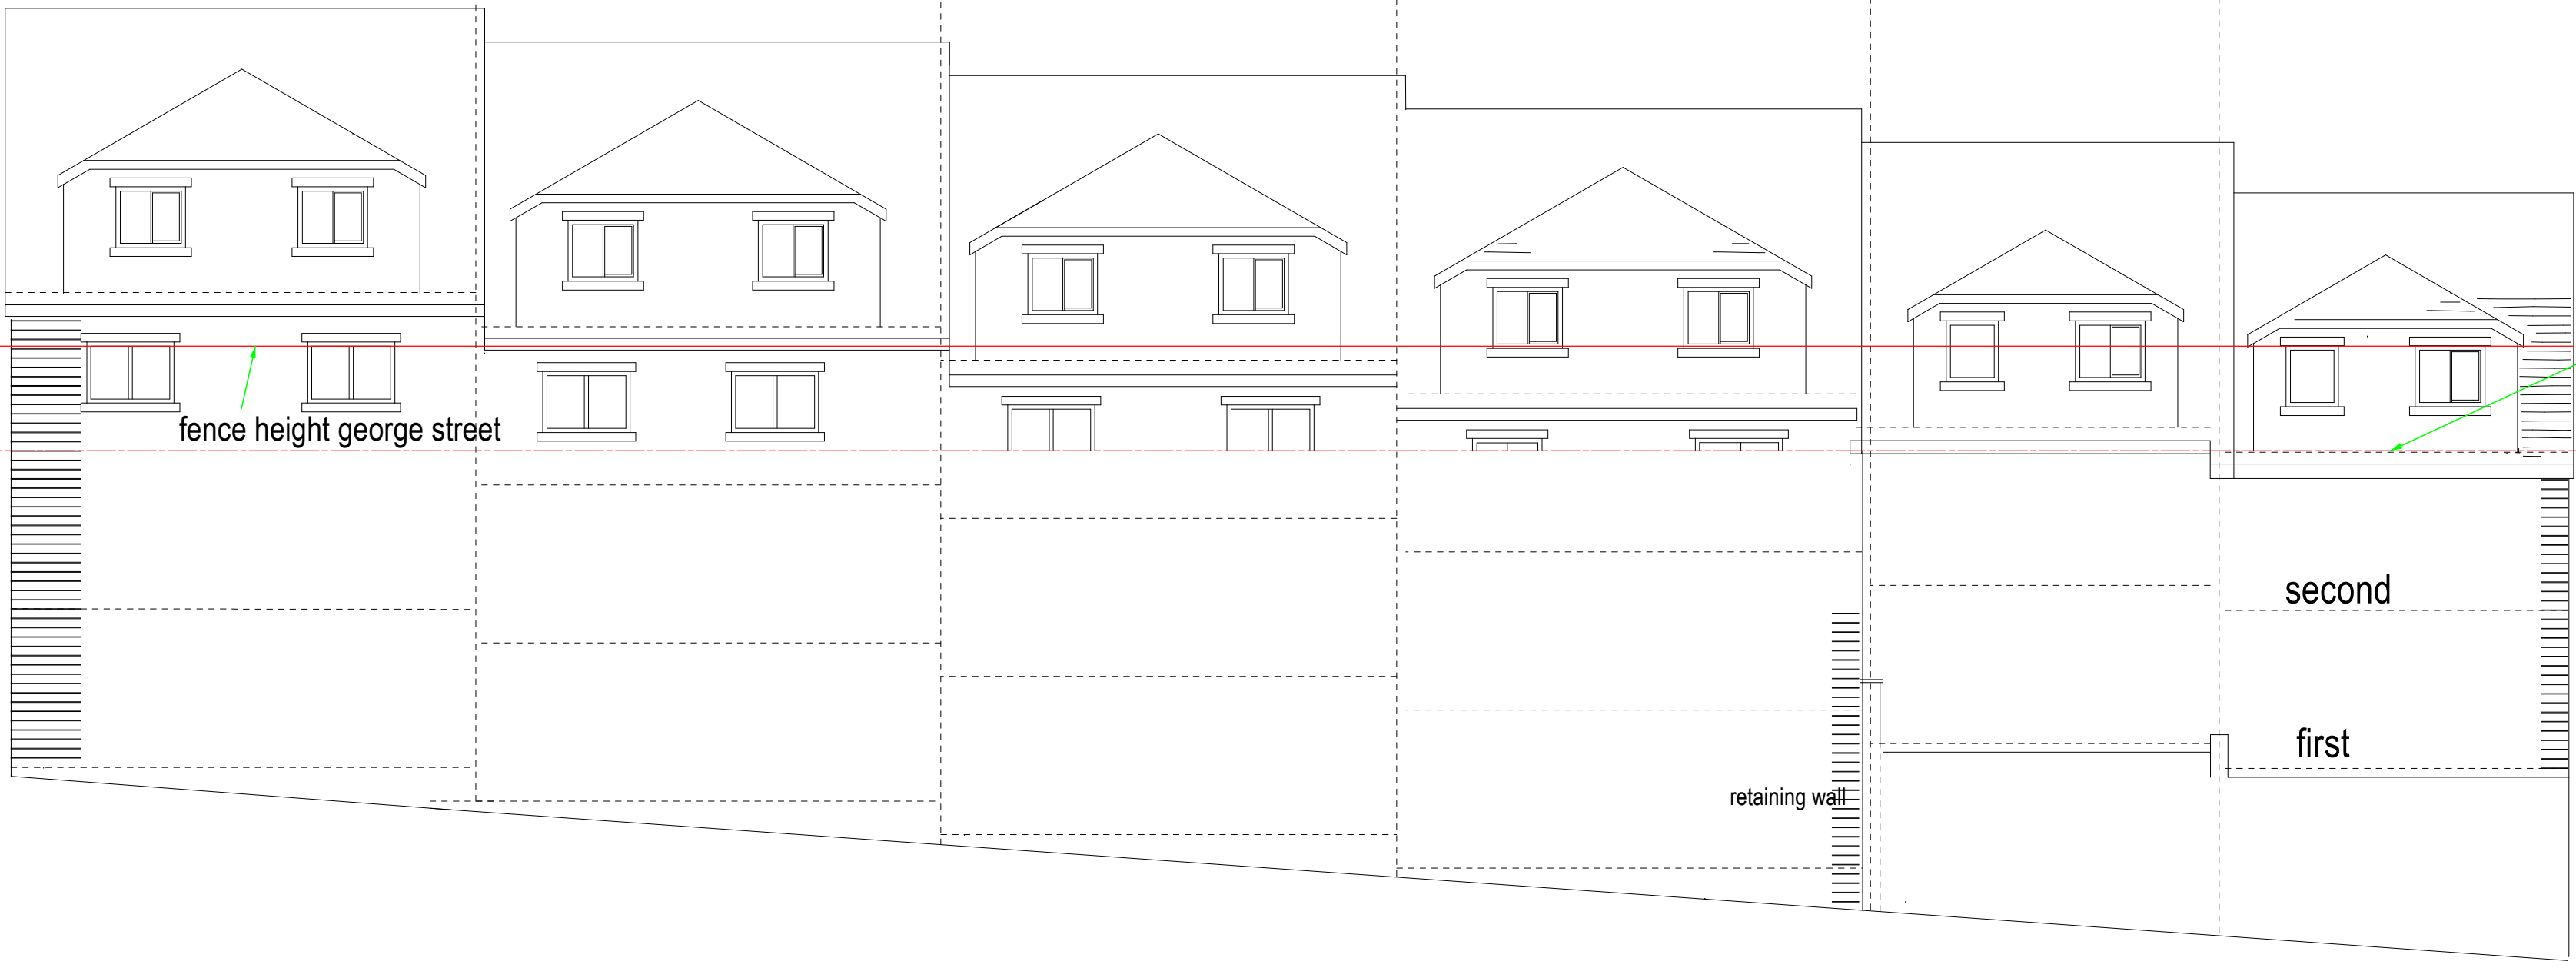 fence height george street
second
first
retaining wall